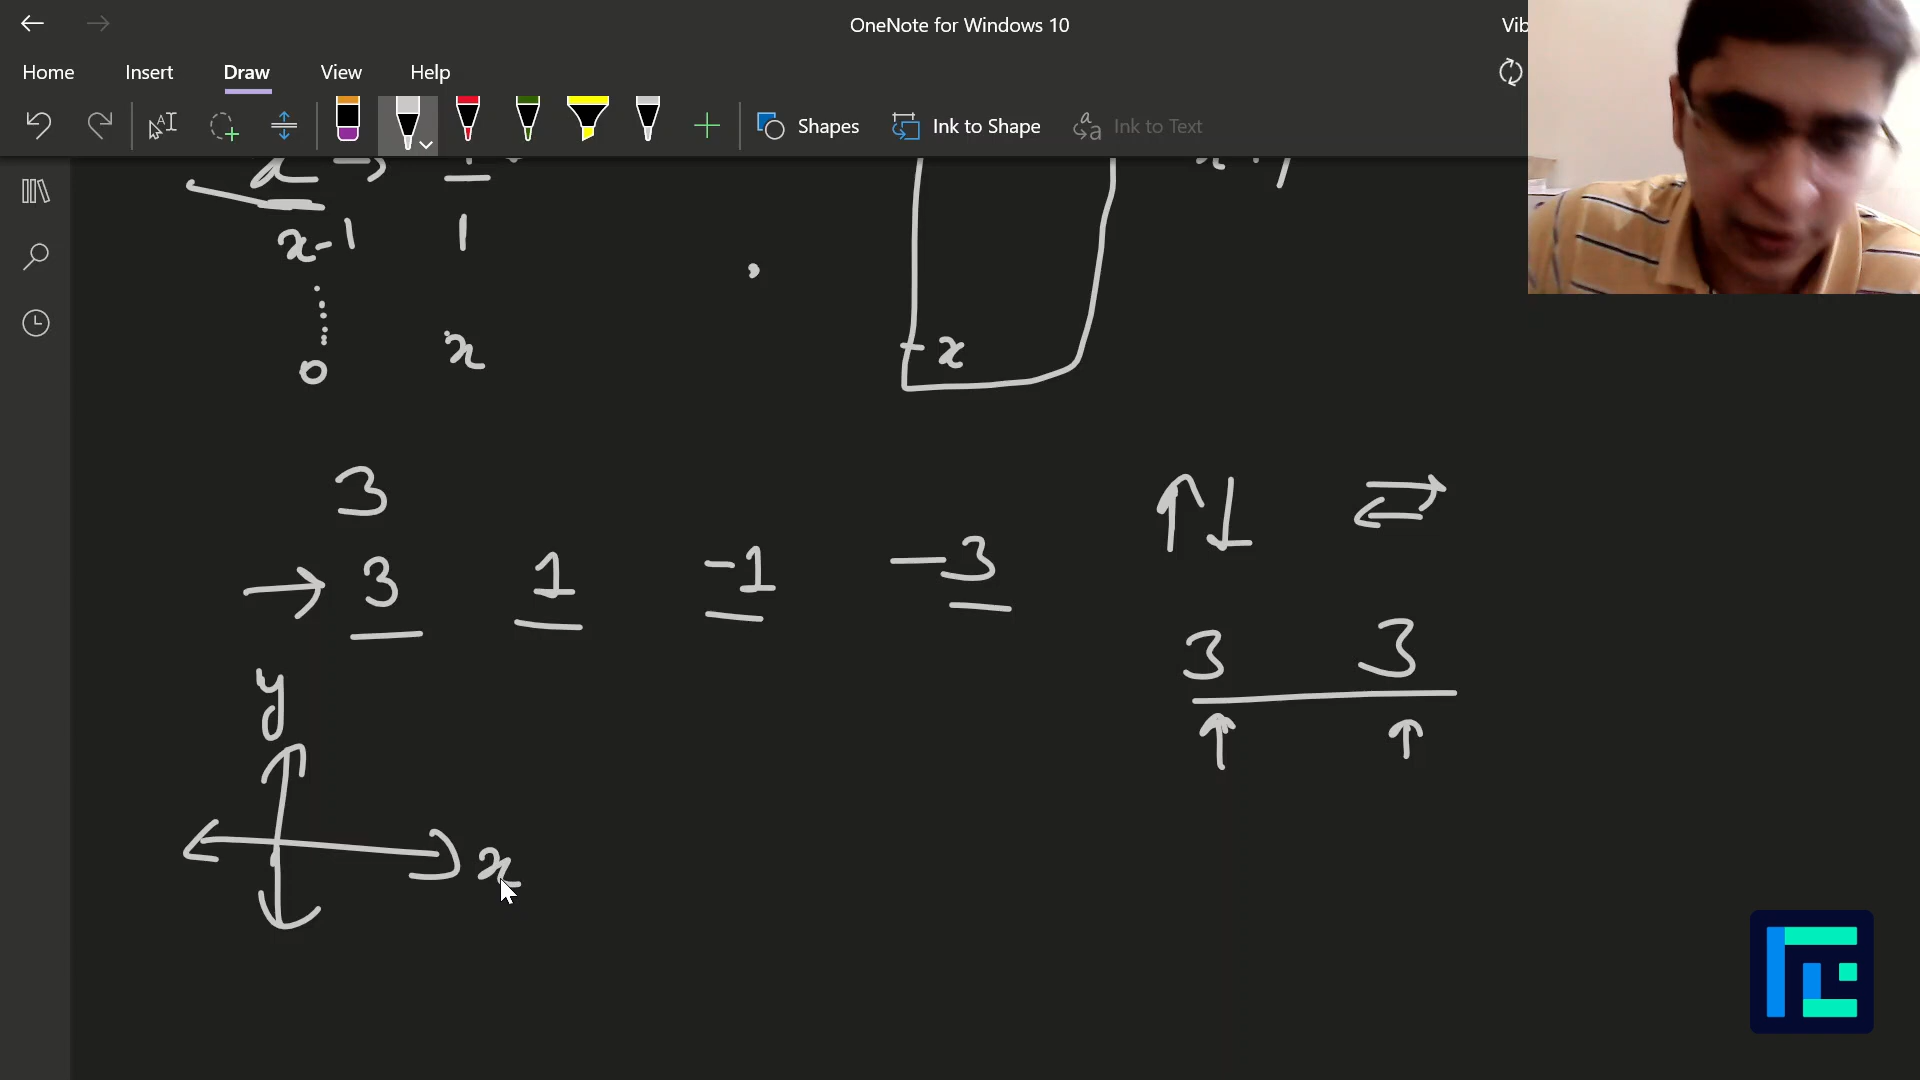 OneNote for Windows 10
Vib
Home Insert Draw View Help
Shapes Ink to Shape Ink to Text
x-1 1
0 x
x
3
→ 3 1 -1 -3 ↑↓ ⇄
3 3
↑ ↑
y
x